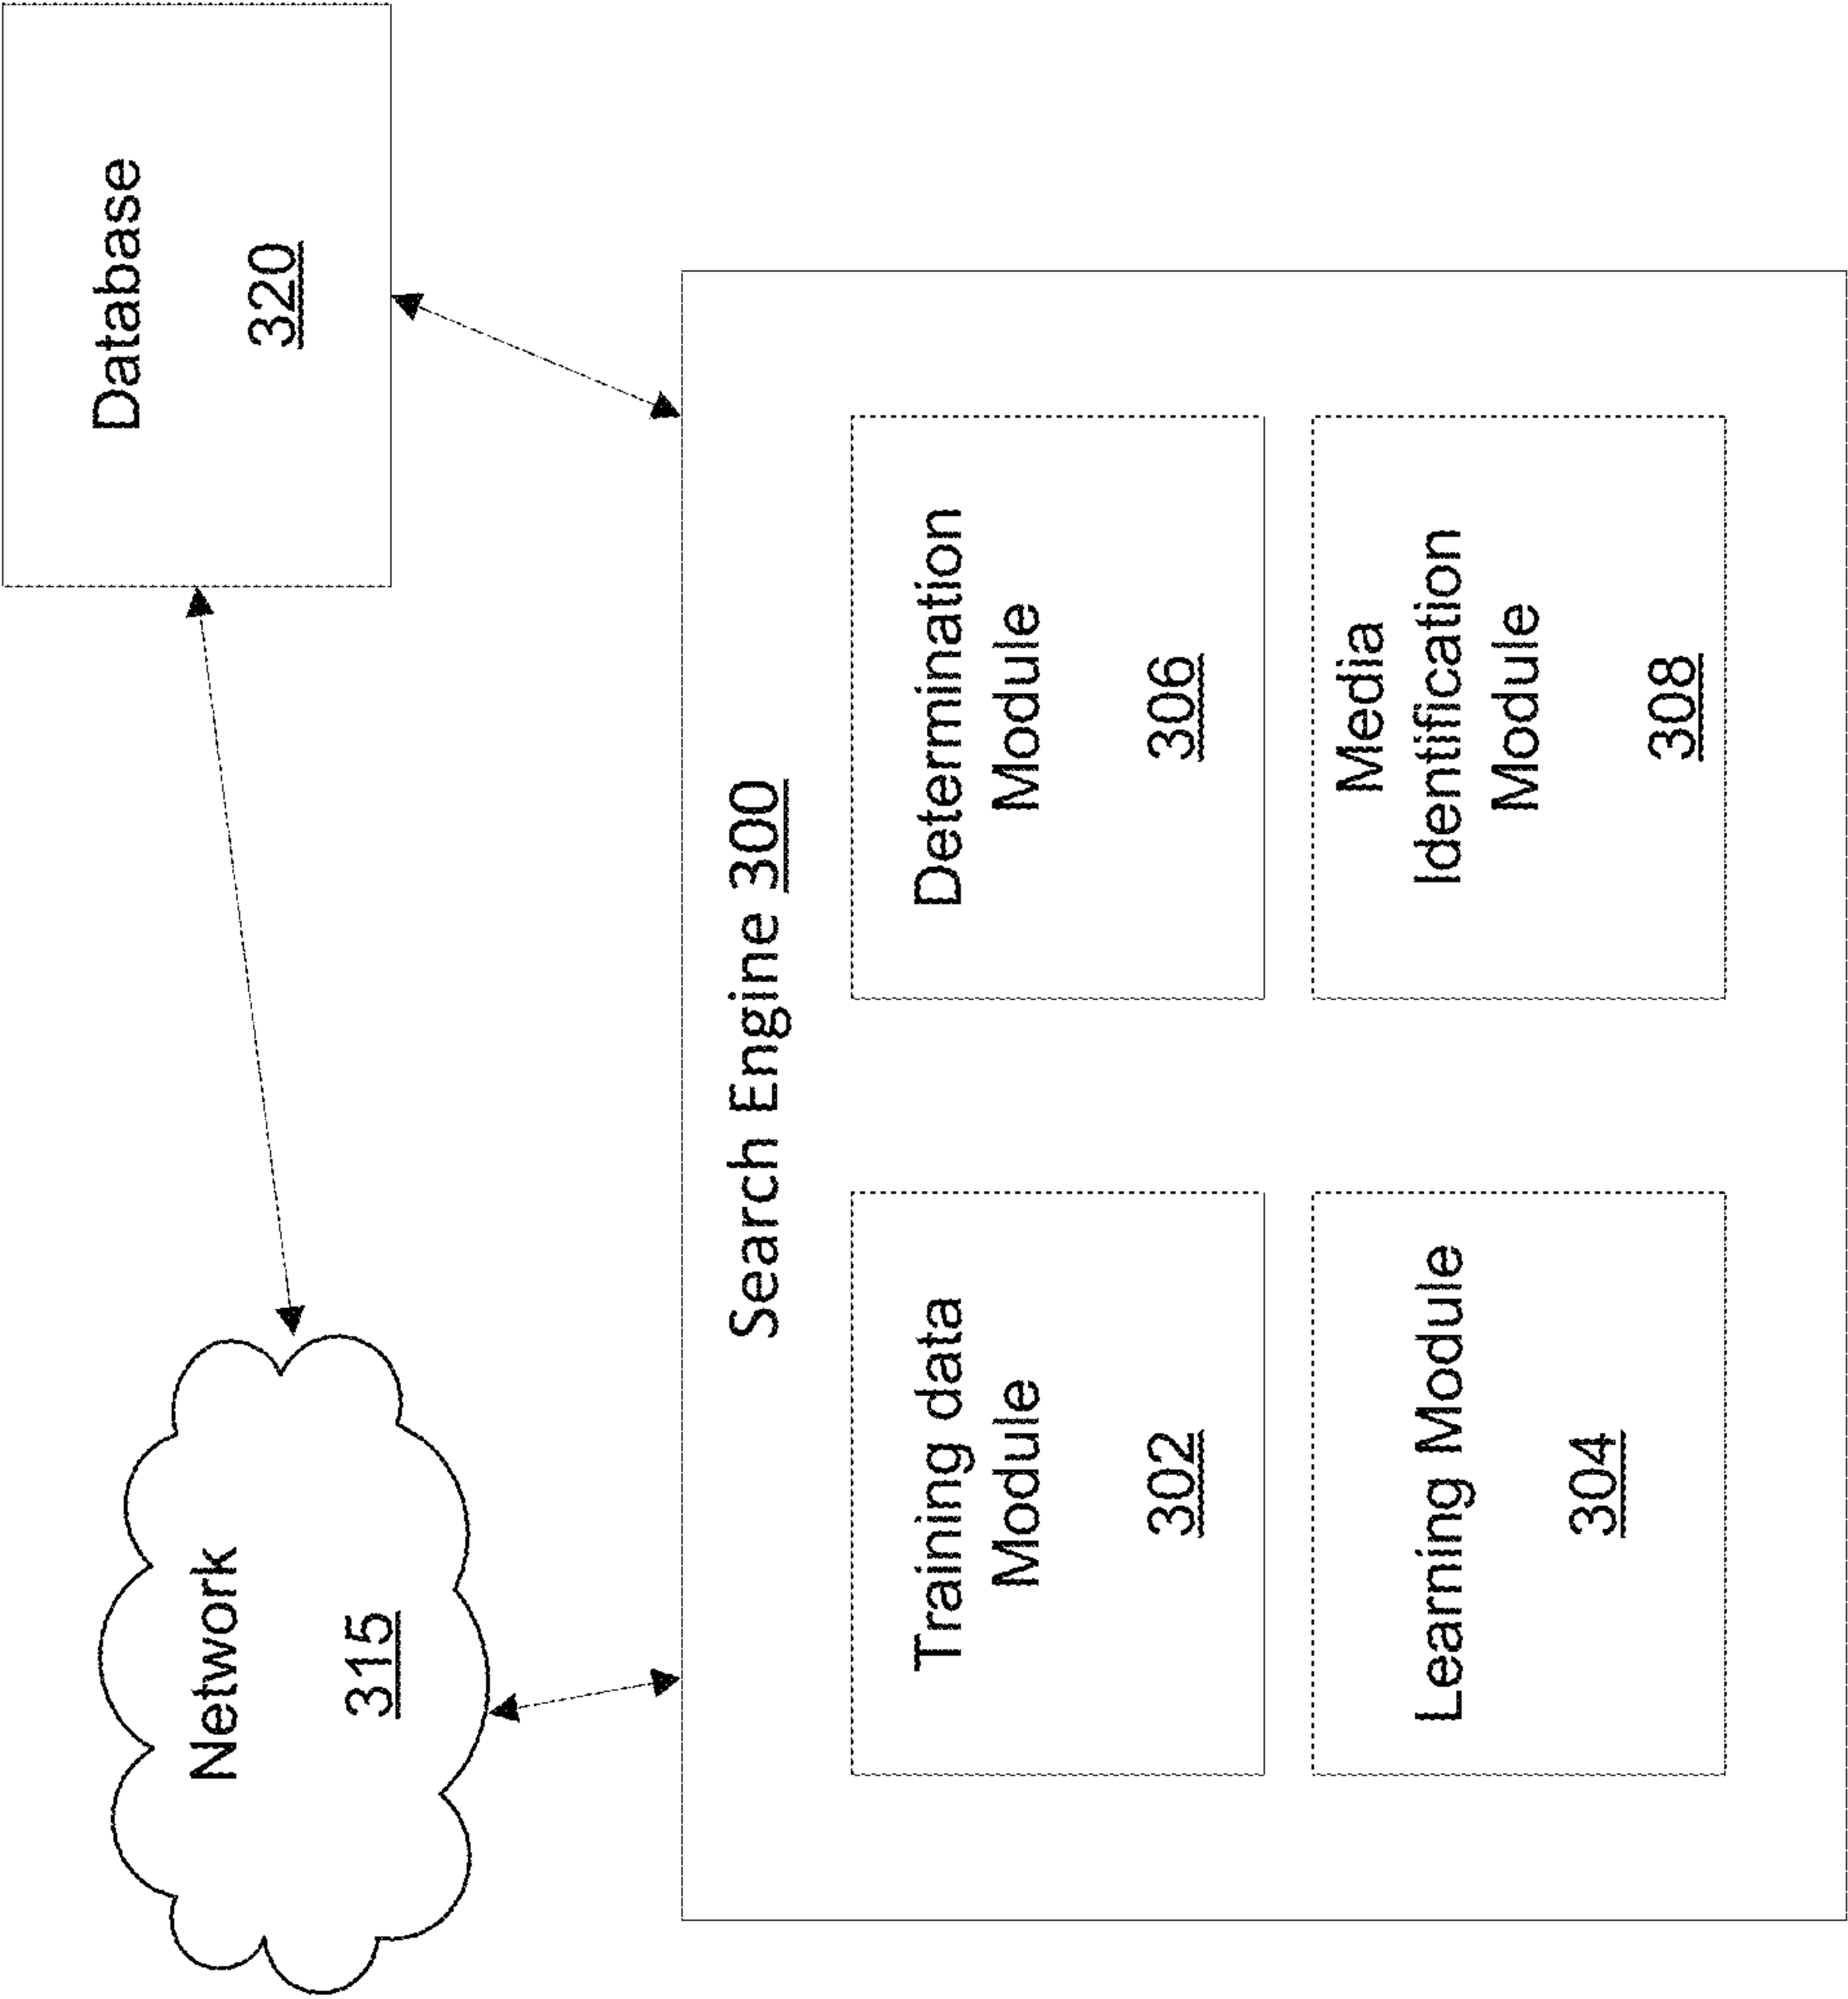 Network
315
Database
320
Search Engine 300
Training data
Module
302
Determination
Module
306
Learning Module
304
Media
Identification
Module
308